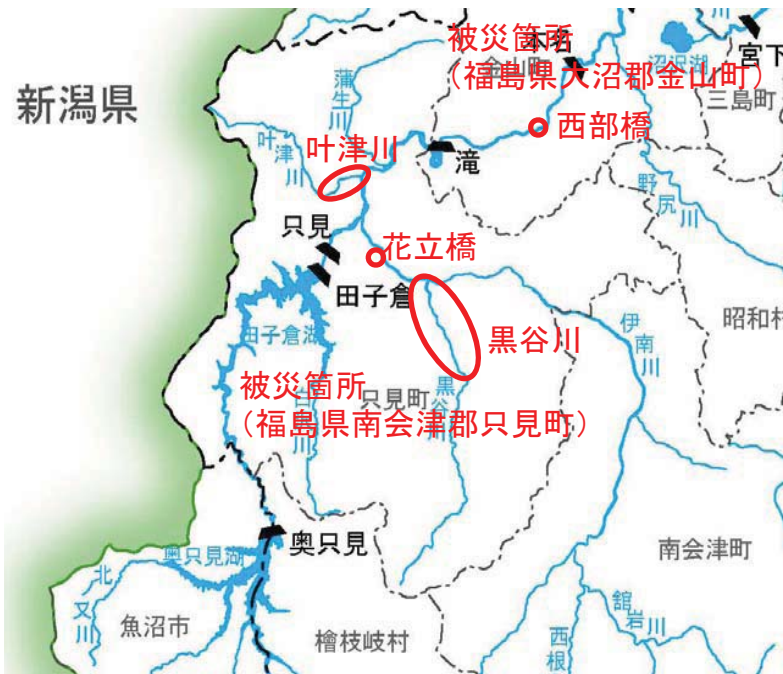 被災箇所
（福島県大沼郡金山町）
本名
金山町
沼沢湖
宮下
三島町
新潟県
蒲生川
叶津川
叶津川
西部橋
滝
野尻川
只見
花立橋
田子倉
田子倉湖
昭和村
伊南川
黒谷川
被災箇所
（福島県南会津郡只見町）
只見町
黒谷川
奥只見
奥只見湖
北又川
魚沼市
檜枝岐村
南会津町
舘岩川
西根